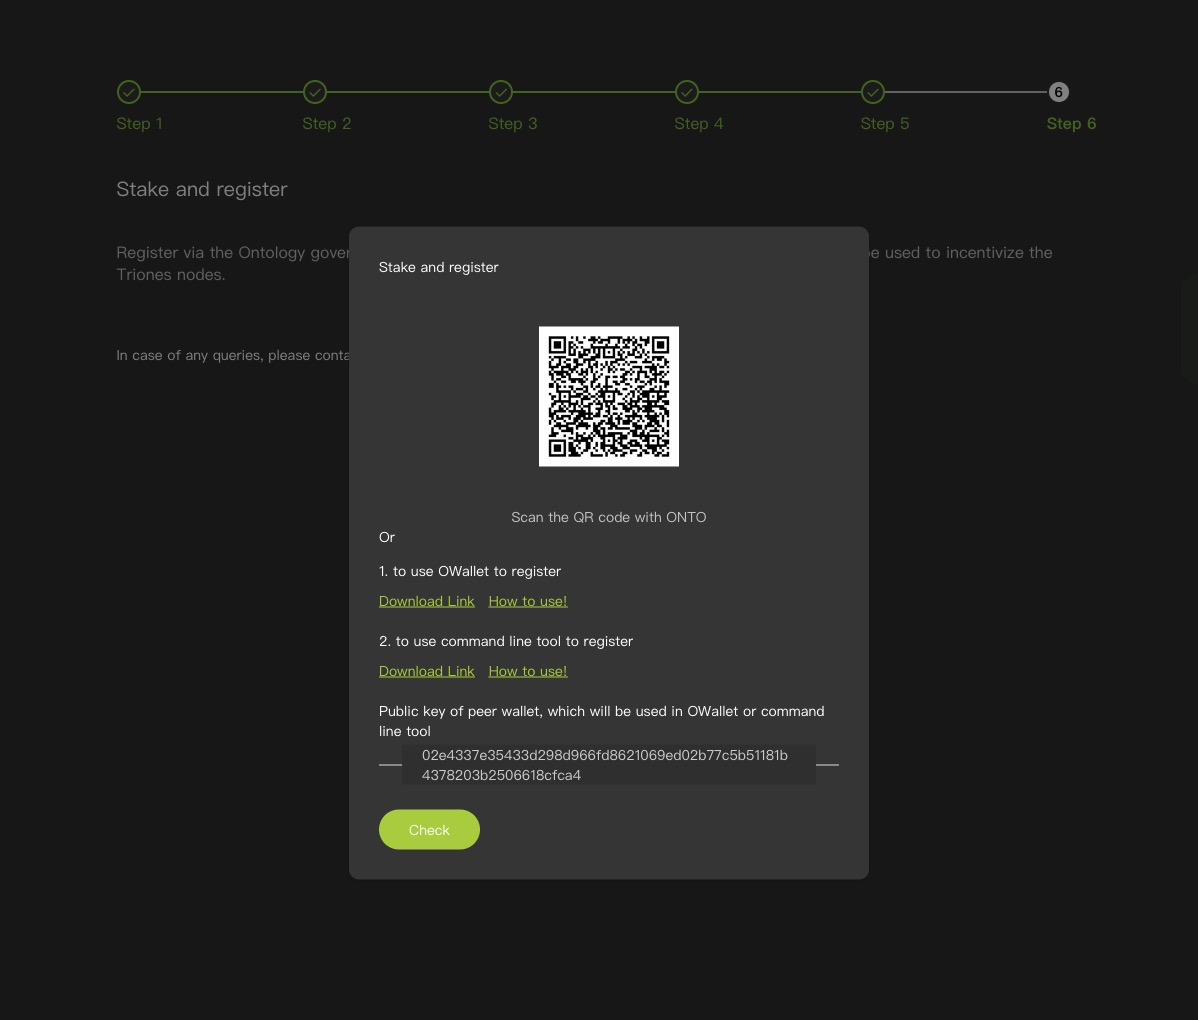 6
Step 1 Step 2 Step 3 Step 4 Step 5 Step 6
Stake and register
Register via the Ontology gover be used to incentivize the
Triones nodes.
In case of any queries, please conta
Stake and register
Scan the QR code with ONTO
Or
1. to use OWallet to register
Download Link How to use!
2. to use command line tool to register
Download Link How to use!
Public key of peer wallet, which will be used in OWallet or command
line tool
02e4337e35433d298d966fd8621069ed02b77c5b51181b
4378203b2506618cfca4
Check